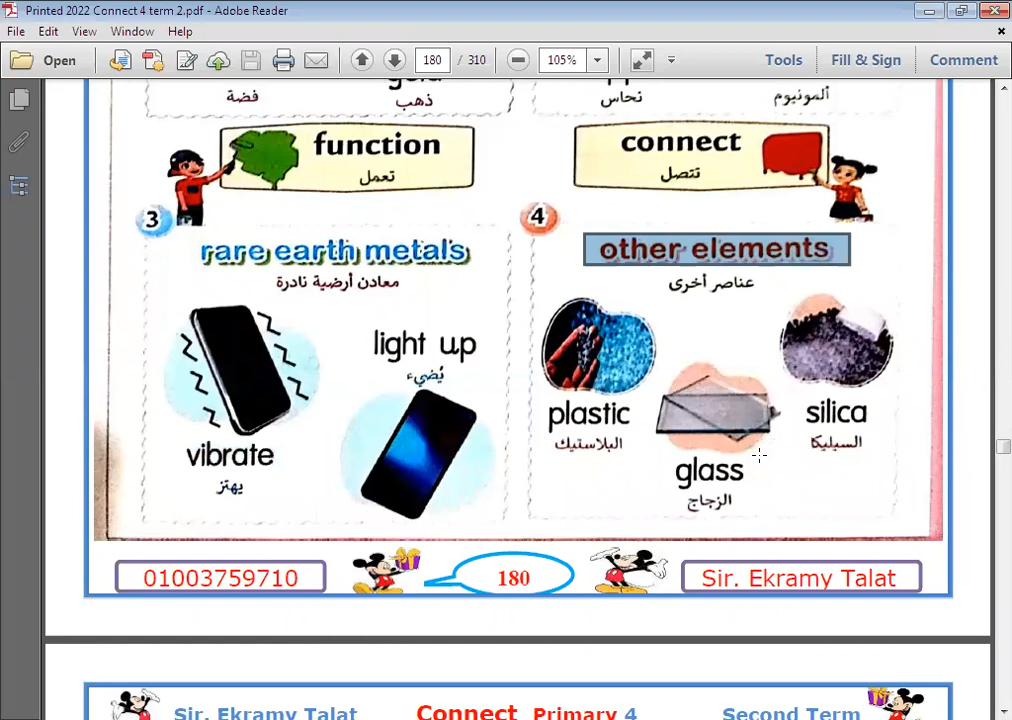 Printed 2022 Connect 4 term 2.pdf - Adobe Reader
File Edit View Window Help
Open 180 / 310 105% Tools Fill & Sign Comment
فضة ذهب نحاس ألمونيوم
function
تعمل
connect
تتصل
3
rare earth metals
معادن أرضية نادرة
light up
يُضيء
vibrate
يهتز
4
other elements
عناصر أخرى
plastic
البلاستيك
glass
الزجاج
silica
السيليكا
01003759710 180 Sir. Ekramy Talat
Sir. Ekramy Talat Connect Primary 4 Second Term